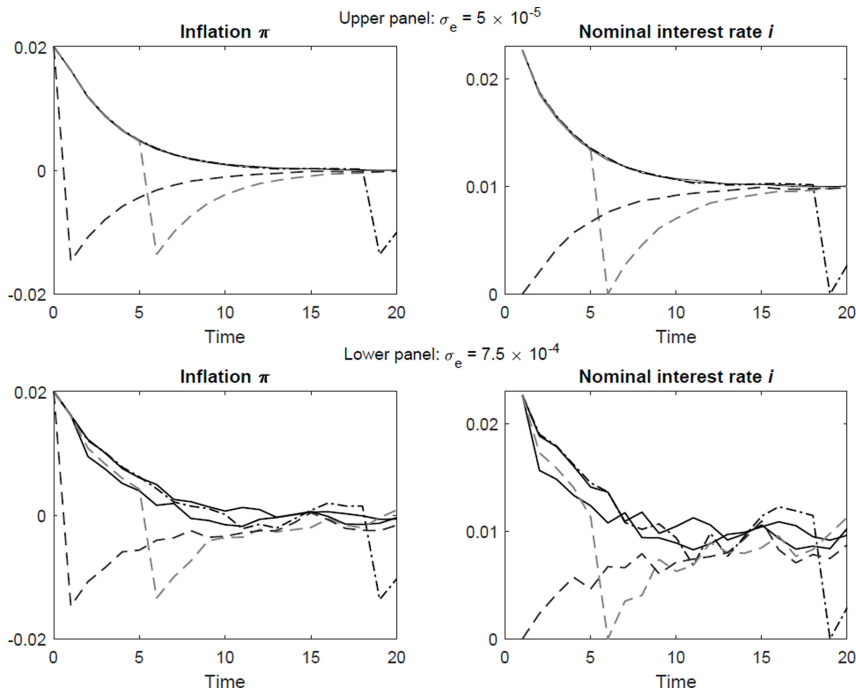 Upper panel: σe = 5 × 10-5
Inflation π
Nominal interest rate i
0.02
0
-0.02
0 5 10 15 20
Time
0.02
0.01
0
0 5 10 15 20
Time
Lower panel: σe = 7.5 × 10-4
Inflation π
Nominal interest rate i
0.02
0
-0.02
0 5 10 15 20
Time
0.02
0.01
0
0 5 10 15 20
Time